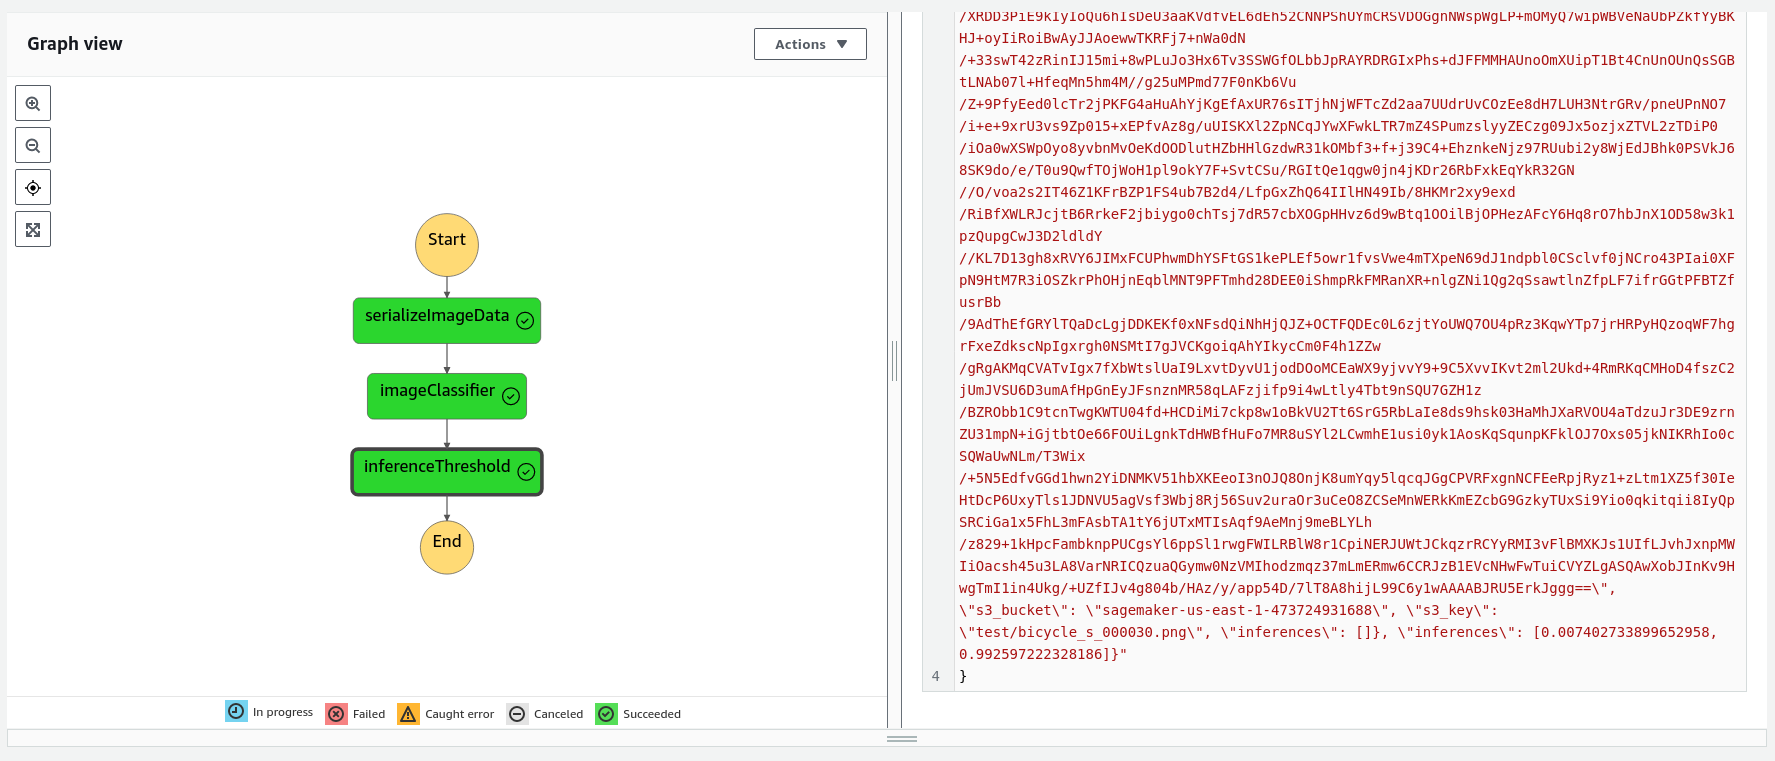 Graph view
Actions
Start
serializeImageData
imageClassifier
inferenceThreshold
End
In progress
Failed
Caught error
Canceled
Succeeded
HJ+oyIiRoiBwAyJJAoewwTKRFj7+nWa0dN
/+33swT42zRinIJ15mi+8wPLuJo3Hx6Tv3SSWGfOLbbJpRAYRDRGIxPhs+dJFFMMHAUnoOmXUipT1Bt4CnUnOUnQsSGB
tLNAb07l+HfeqMn5hm4M//g25uMPmd77F0nKb6Vu
/Z+9PfyEed0lcTr2jPKFG4aHuAhYjKgEfAxUR76sITjhNjWFTcZd2aa7UUdrUvCOzEe8dH7LUH3NtrGRv/pneUPnNO7
/i+e+9xrU3vs9Zp015+xEPfvAz8g/uUISKXl2ZpNCqJYwXFwkLTR7mZ4SPumzslyyZECzg09Jx5ozjxZTVL2zTDiP0
/iOa0wXSWpOyo8yvbnMvOeKdOODlutHZbHHlGzdwR31kOMbf3+f+j39C4+EhznkeNjz97RUubi2y8WjEdJBhk0PSVkJ6
8SK9do/e/T0u9QwfTOjWoH1pl9okY7F+SvtCSu/RGItQe1qgw0jn4jKDr26RbFxkEqYkR32GN
//O/voa2s2IT46Z1KFrBZP1FS4ub7B2d4/LfpGxZhQ64IIlHN49Ib/8HKMr2xy9exd
/RiBfXWLRJcjtB6RrkeF2jbiygo0chTsj7dR57cbXOGpHHvz6d9wBtq1OOilBjOPHezAFcY6Hq8rO7hbJnX1OD58w3k1
pzQupgCwJ3D2ldldY
//KL7D13gh8xRVY6JIMxFCUPhwmDhYSFtGS1kePLEf5owr1fvsVwe4mTXpeN69dJ1ndpbl0CSclvf0jNCro43PIai0XF
pN9HtM7R3iOSZkrPhOHjnEqblMNT9PFTmhd28DEE0iShmpRkFMRanXR+nlgZNi1Qg2qSsawtlnZfpLF7ifrGGtPFBTZf
usrBb
/9AdThEfGRYlTQaDcLgjDDKEKf0xNFsdQiNhHjQJZ+OCTFQDEc0L6zjtYoUWQ7OU4pRz3KqwYTp7jrHRPyHQzoqWF7hg
rFxeZdkscNpIgxrgh0NSMtI7gJVCKgoiqAhYIkycCm0F4h1ZZw
/gRgAKMqCVATvIgx7fXbWtslUaI9LxvtDyvU1jodDOoMCEaWX9yjvvY9+9C5XvvIKvt2ml2Ukd+4RmRKqCMHoD4fszC2
jUmJVSU6D3umAfHpGnEyJFsnznMR58qLAFzjifp9i4wLtly4Tbt9nSQU7GZH1z
/BZRObb1C9tcnTwgKWTU04fd+HCDiMi7ckp8w1oBkVU2Tt6SrG5RbLaIe8ds9hsk03HaMhJXaRVOU4aTdzuJr3DE9zrn
ZU31mpN+iGjtbtOe66FOUiLgnkTdHWBfHuFo7MR8uSYl2LCwmhE1usi0yk1AosKqSqunpKFklOJ7Oxs05jkNIKRhIo0c
SQWaUwNLm/T3Wix
/+5N5EdfvGGd1hwn2YiDNMKV51hbXKEeoI3nOJQ8OnjK8umYqy5lqcqJGgCPVRFxgnNCFEeRpjRyz1+zLtm1XZ5f30Ie
HtDcP6UxyTls1JDNVU5agVsf3Wbj8Rj56Suv2uraOr3uCeO8ZCSeMnWERkKmEZcbG9GzkyTUxSi9Yio0qkitqii8IyQp
SRCiGa1x5FhL3mFAsbTA1tY6jUTxMTIsAqf9AeMnj9meBLYLh
/z829+1kHpcFambknpPUCgsYl6ppSl1rwgFWILRBlW8r1CpiNERJUWtJCkqzrRCYyRMI3vFlBMXKJs1UIfLJvhJxnpMW
IiOacsh45u3LA8VarNRICQzuaQGymw0NzVMIhodzmqz37mLmERmw6CCRJzB1EVcNHwFwTuiCVYZLgASQAwXobJInKv9H
wgTmI1in4Ukg/+UZfIJv4g804b/HAz/y/app54D/7lT8A8hijL99C6y1wAAAABJRU5ErkJggg==\",
\"s3_bucket\": \"sagemaker-us-east-1-473724931688\", \"s3_key\":
\"test/bicycle_s_000030.png\", \"inferences\": []}, \"inferences\": [0.007402733899652958,
0.992597222328186]}"
4 }